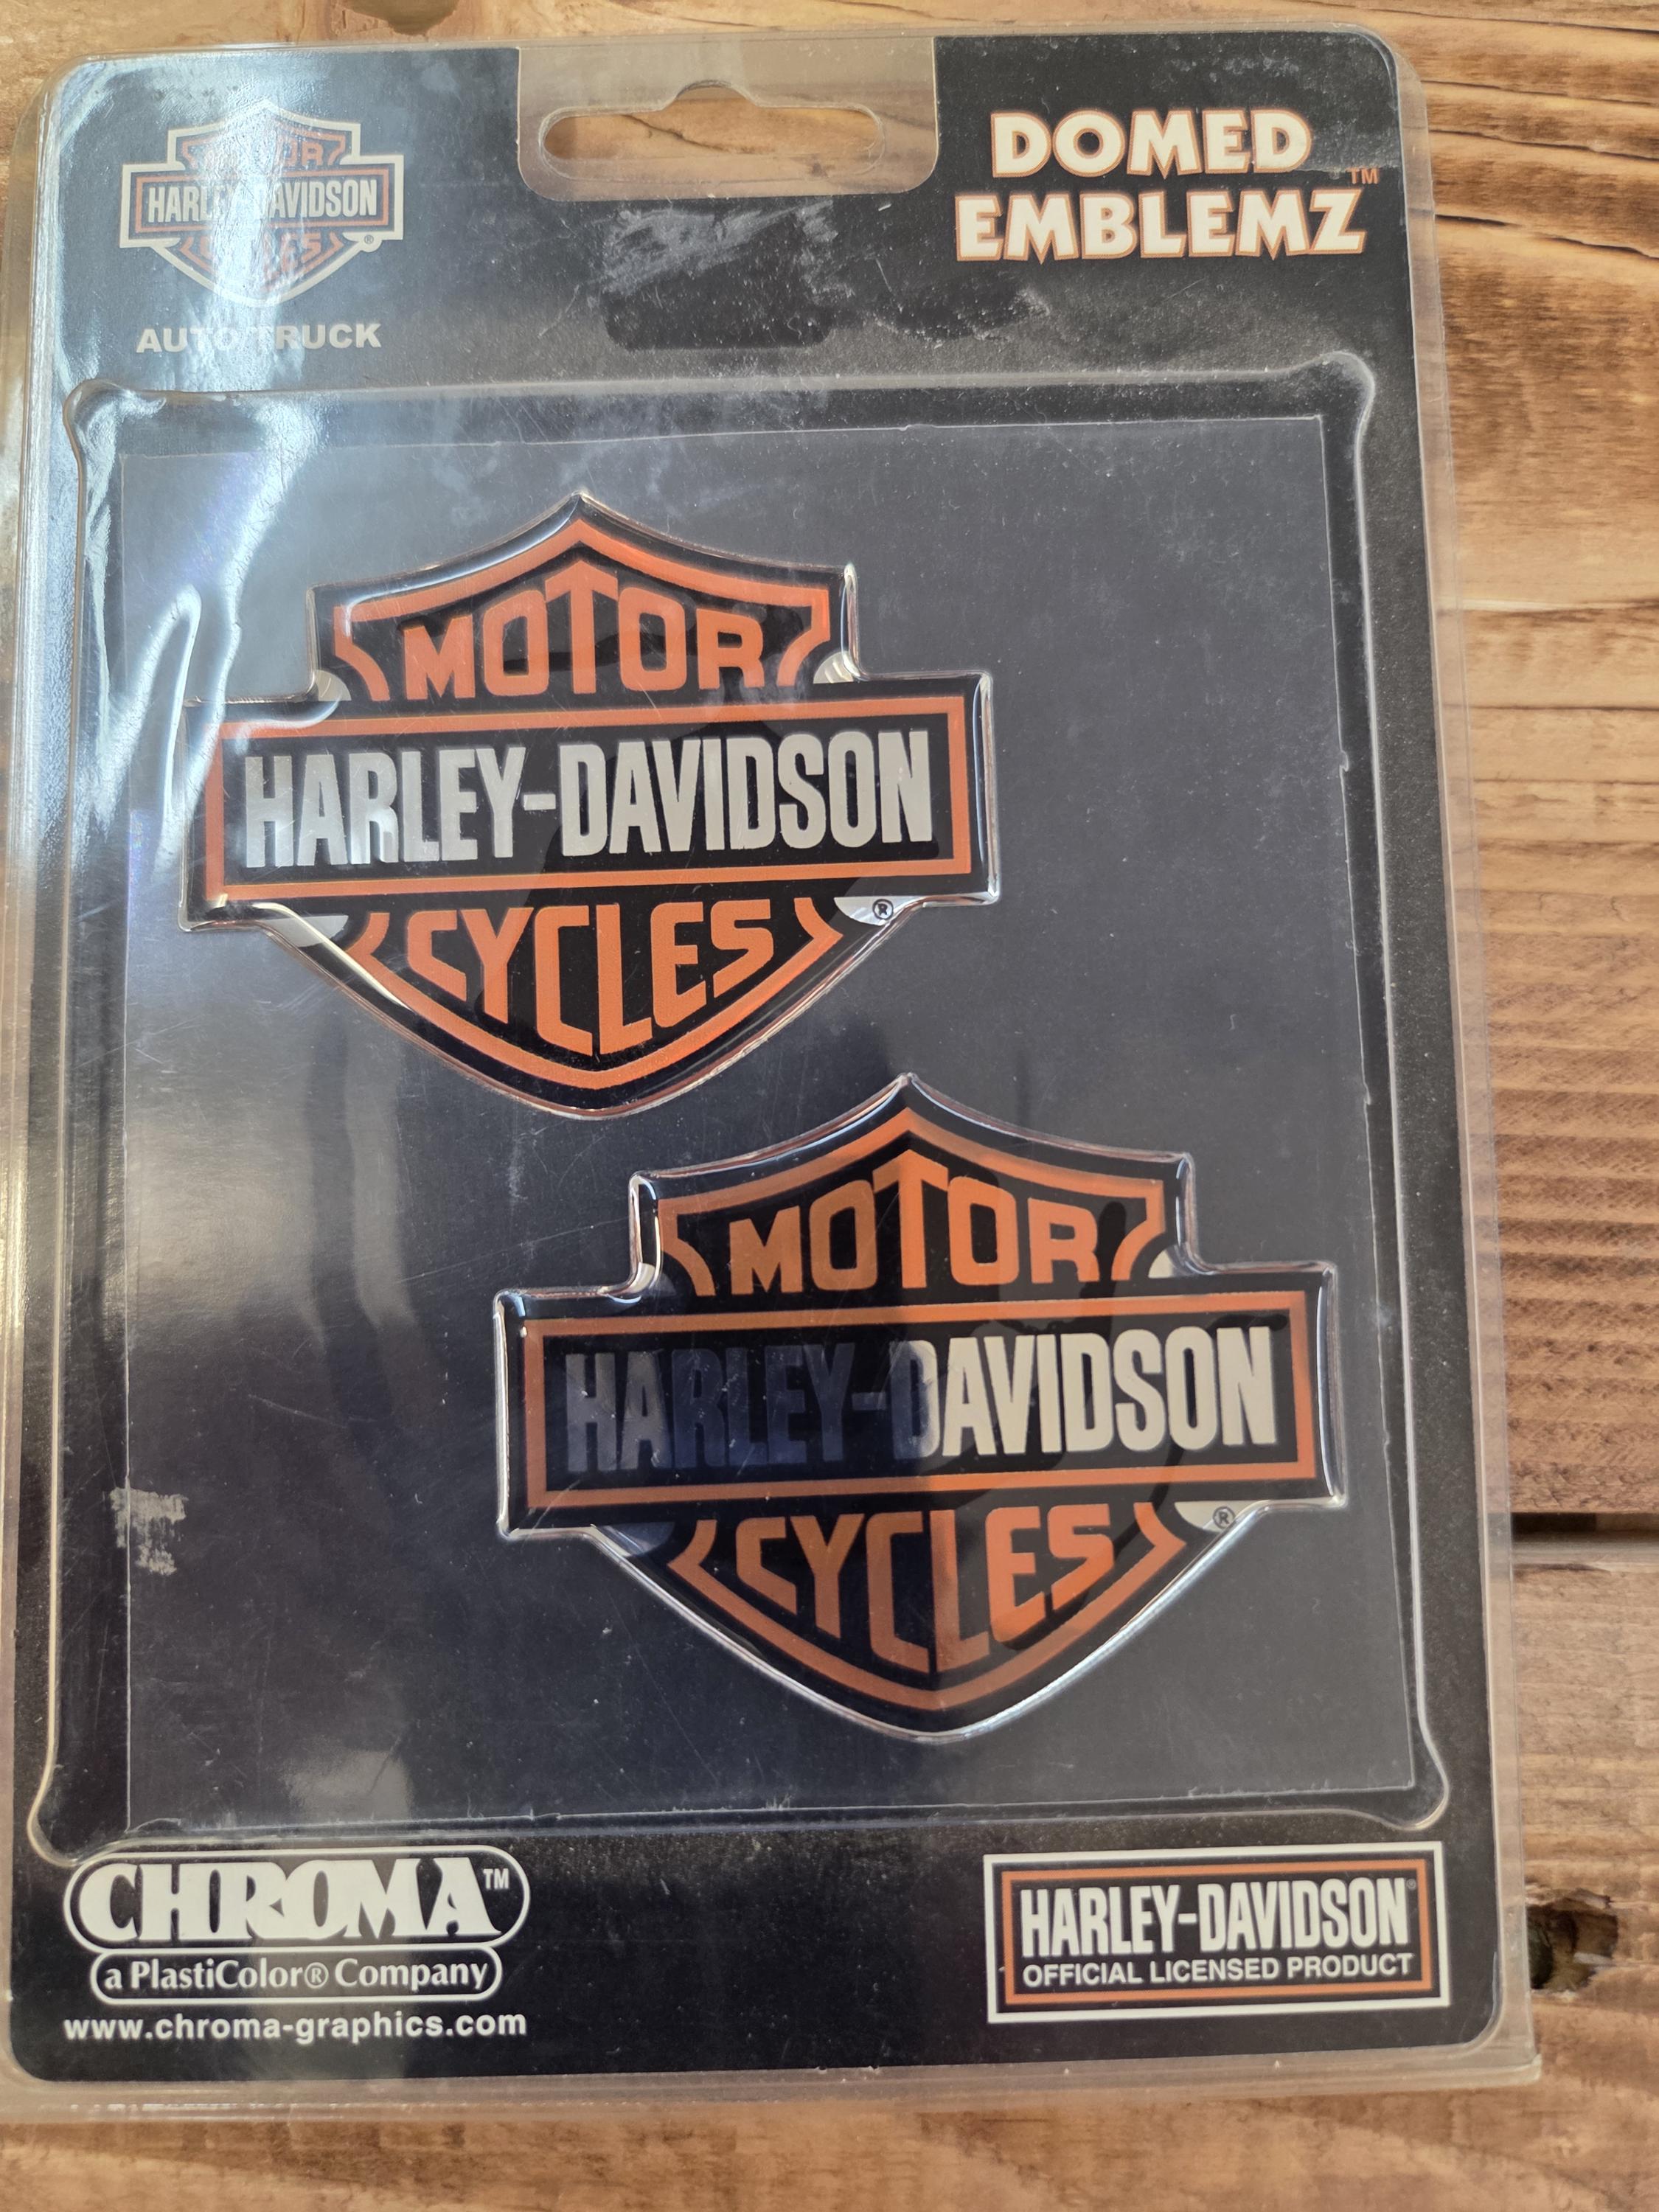 MOTOR
HARLEY-DAVIDSON
CYCLES
®
AUTO TRUCK
DOMED
EMBLEMZ™
MOTOR
HARLEY-DAVIDSON
CYCLES
®
MOTOR
HARLEY-DAVIDSON
CYCLES
®
CHROMA™
a PlastiColor® Company
www.chroma-graphics.com
HARLEY-DAVIDSON®
OFFICIAL LICENSED PRODUCT